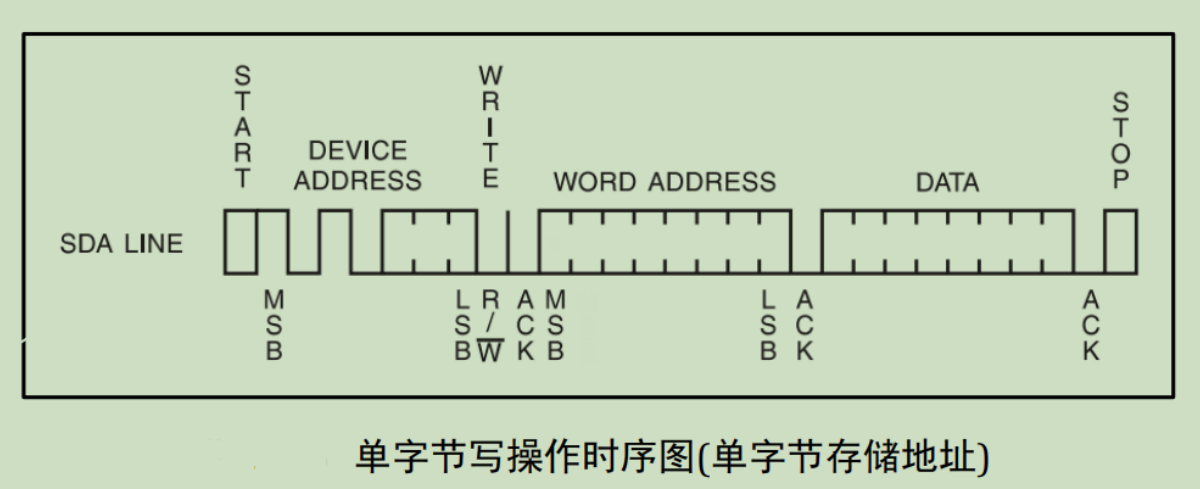 START
WRITE
STOP
DEVICE
ADDRESS
WORD ADDRESS
DATA
SDA LINE
MSB
LSB
R/W̅
ACK
MSB
LSB
ACK
ACK
单字节写操作时序图(单字节存储地址)